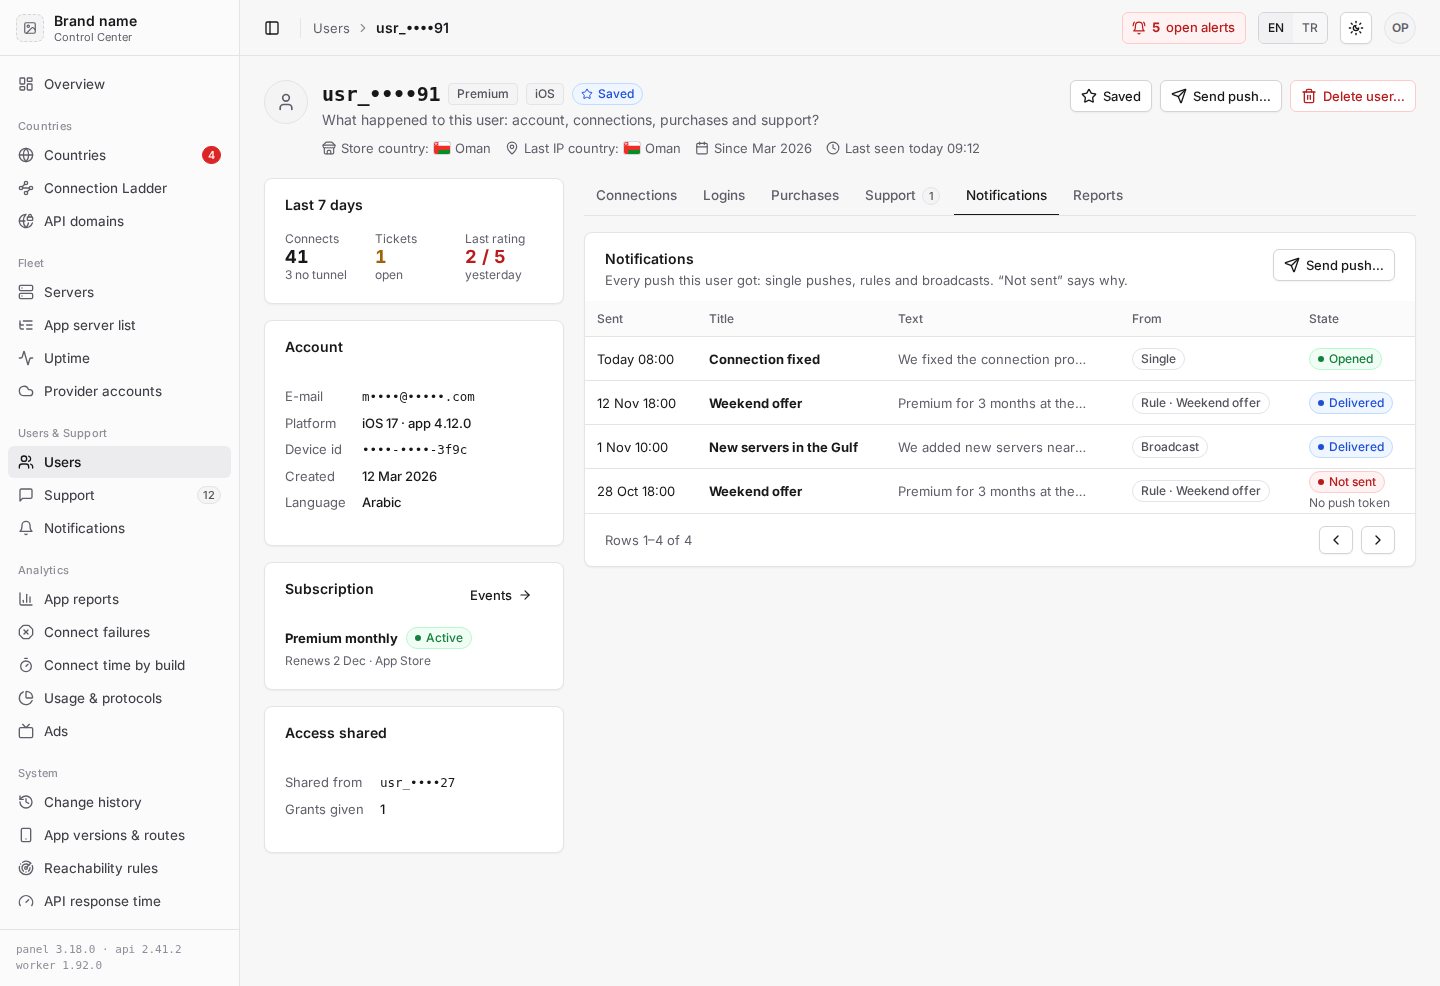 Brand name
Control Center
Overview
Countries
Countries 4
Connection Ladder
API domains
Fleet
Servers
App server list
Uptime
Provider accounts
Users & Support
Users
Support 12
Notifications
Analytics
App reports
Connect failures
Connect time by build
Usage & protocols
Ads
System
Change history
App versions & routes
Reachability rules
API response time
panel 3.18.0 · api 2.41.2
worker 1.92.0
Users > usr_••••91
5 open alerts
EN TR
OP
usr_••••91 Premium iOS Saved
What happened to this user: account, connections, purchases and support?
Store country: Oman Last IP country: Oman Since Mar 2026 Last seen today 09:12
Saved Send push... Delete user...
Last 7 days
Connects Tickets Last rating
41 1 2 / 5
3 no tunnel open yesterday
Account
E-mail m••••@•••••.com
Platform iOS 17 · app 4.12.0
Device id ••••-••••-3f9c
Created 12 Mar 2026
Language Arabic
Subscription Events
Premium monthly Active
Renews 2 Dec · App Store
Access shared
Shared from usr_••••27
Grants given 1
Connections Logins Purchases Support 1 Notifications Reports
Notifications
Every push this user got: single pushes, rules and broadcasts. “Not sent” says why.
Send push...
Sent Title Text From State
Today 08:00 Connection fixed We fixed the connection pro... Single Opened
12 Nov 18:00 Weekend offer Premium for 3 months at the... Rule · Weekend offer Delivered
1 Nov 10:00 New servers in the Gulf We added new servers near... Broadcast Delivered
28 Oct 18:00 Weekend offer Premium for 3 months at the... Rule · Weekend offer Not sent
No push token
Rows 1–4 of 4